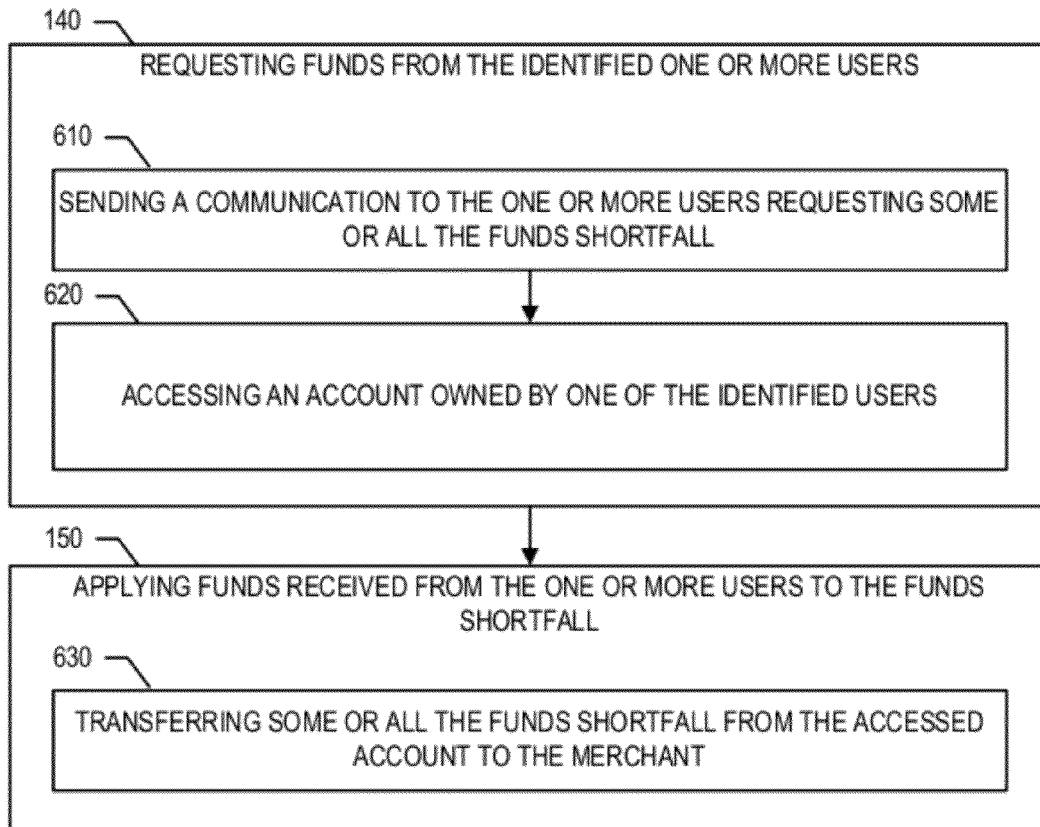 140
REQUESTING FUNDS FROM THE IDENTIFIED ONE OR MORE USERS
610
SENDING A COMMUNICATION TO THE ONE OR MORE USERS REQUESTING SOME
OR ALL THE FUNDS SHORTFALL
620
ACCESSING AN ACCOUNT OWNED BY ONE OF THE IDENTIFIED USERS
150
APPLYING FUNDS RECEIVED FROM THE ONE OR MORE USERS TO THE FUNDS
SHORTFALL
630
TRANSFERRING SOME OR ALL THE FUNDS SHORTFALL FROM THE ACCESSED
ACCOUNT TO THE MERCHANT